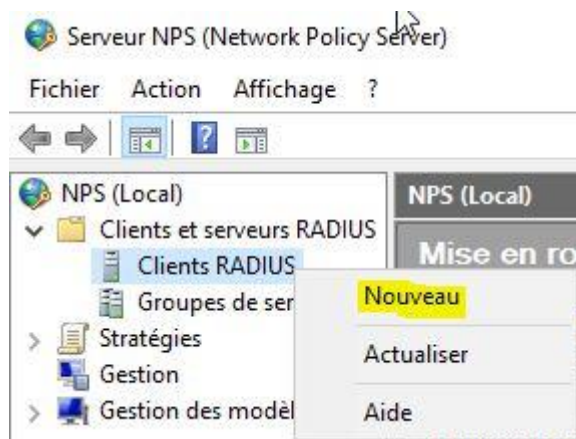 Serveur NPS (Network Policy Server)
Fichier Action Affichage ?
NPS (Local)
Clients et serveurs RADIUS
Clients RADIUS
Groupes de ser
Stratégies
Gestion
Gestion des modèl
NPS (Local)
Mise en ro
Nouveau
Actualiser
Aide